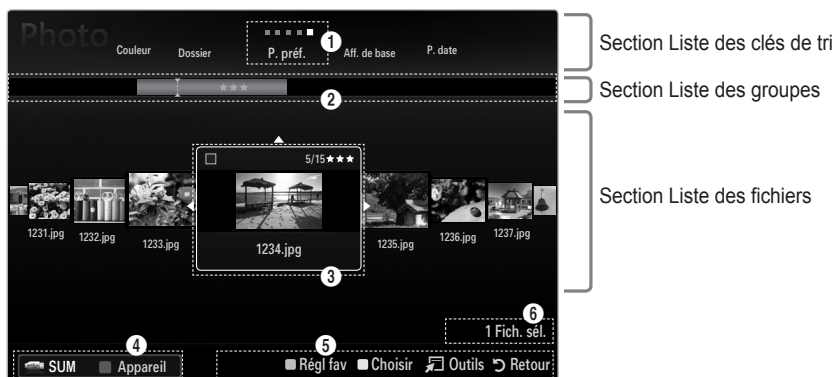 Photo
Couleur
Dossier
P. préf.
Aff. de base
P. date
1
2
★★★
5/15★★★
1231.jpg
1232.jpg
1233.jpg
1234.jpg
1235.jpg
1236.jpg
1237.jpg
3
6
1 Fich. sél.
4
5
SUM
Appareil
Régl fav
Choisir
Outils
Retour
Section Liste des clés de tri
Section Liste des groupes
Section Liste des fichiers